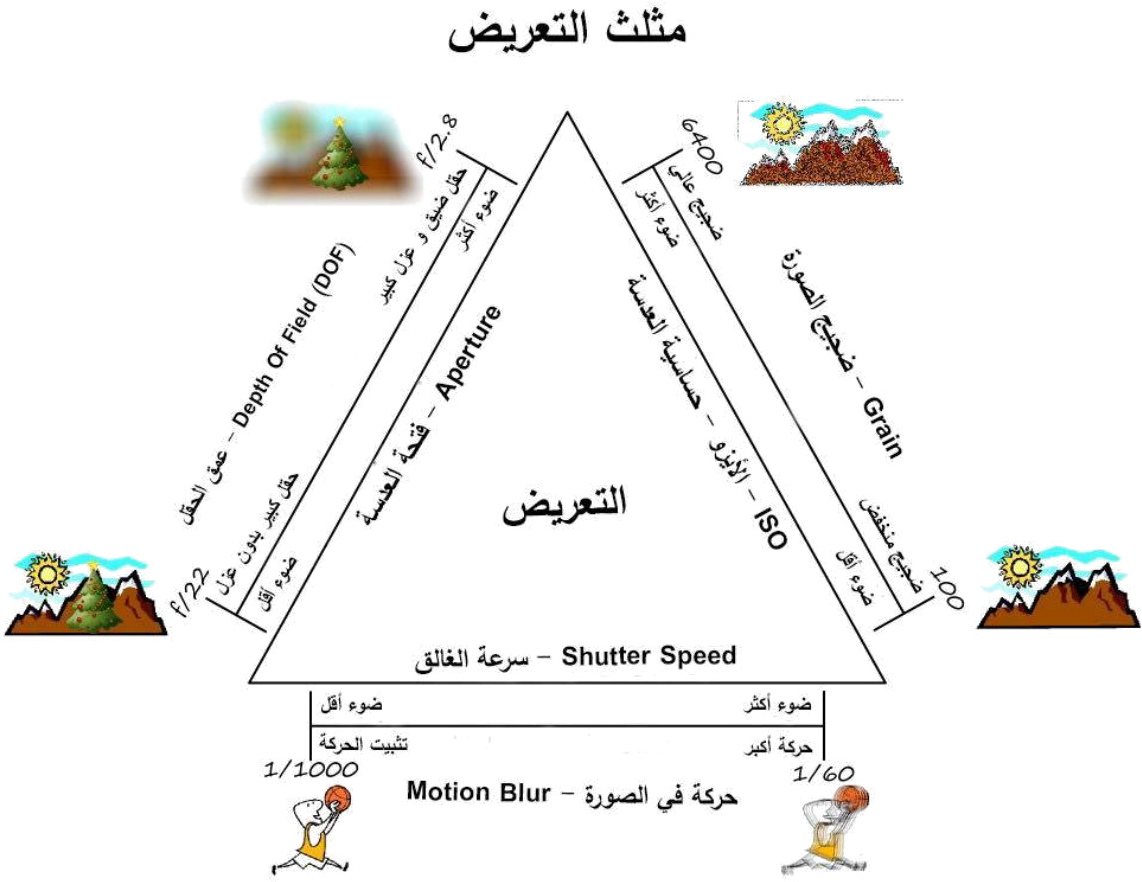 مثلث التعريض
f/2.8
حقل ضيق و عزل كبير
ضوء أكثر
عمق الحقل – Depth Of Field (DOF)
فتحة العدسة – Aperture
حقل كبير بدون عزل
ضوء أقل
f/22
6400
ضجيج عالي
ضوء أكثر
ضجيج الصورة – Grain
حساسية العدسة – الأيزو – ISO
ضجيج منخفض
ضوء أقل
100
التعريض
سرعة الغالق – Shutter Speed
ضوء أقل
ضوء أكثر
تثبيت الحركة
حركة أكبر
1/1000
1/60
Motion Blur – حركة في الصورة